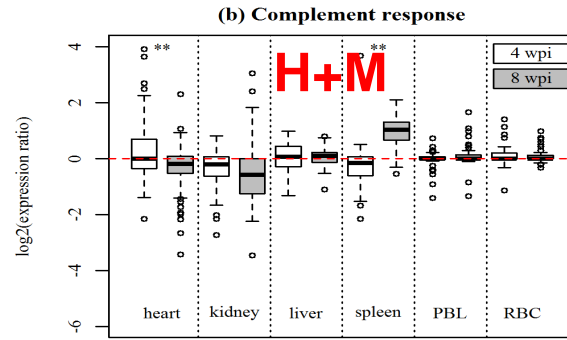 (b) Complement response
log2(expression ratio)
4
2
0
-2
-4
-6
**
**
H+M
4 wpi
8 wpi
heart
kidney
liver
spleen
PBL
RBC